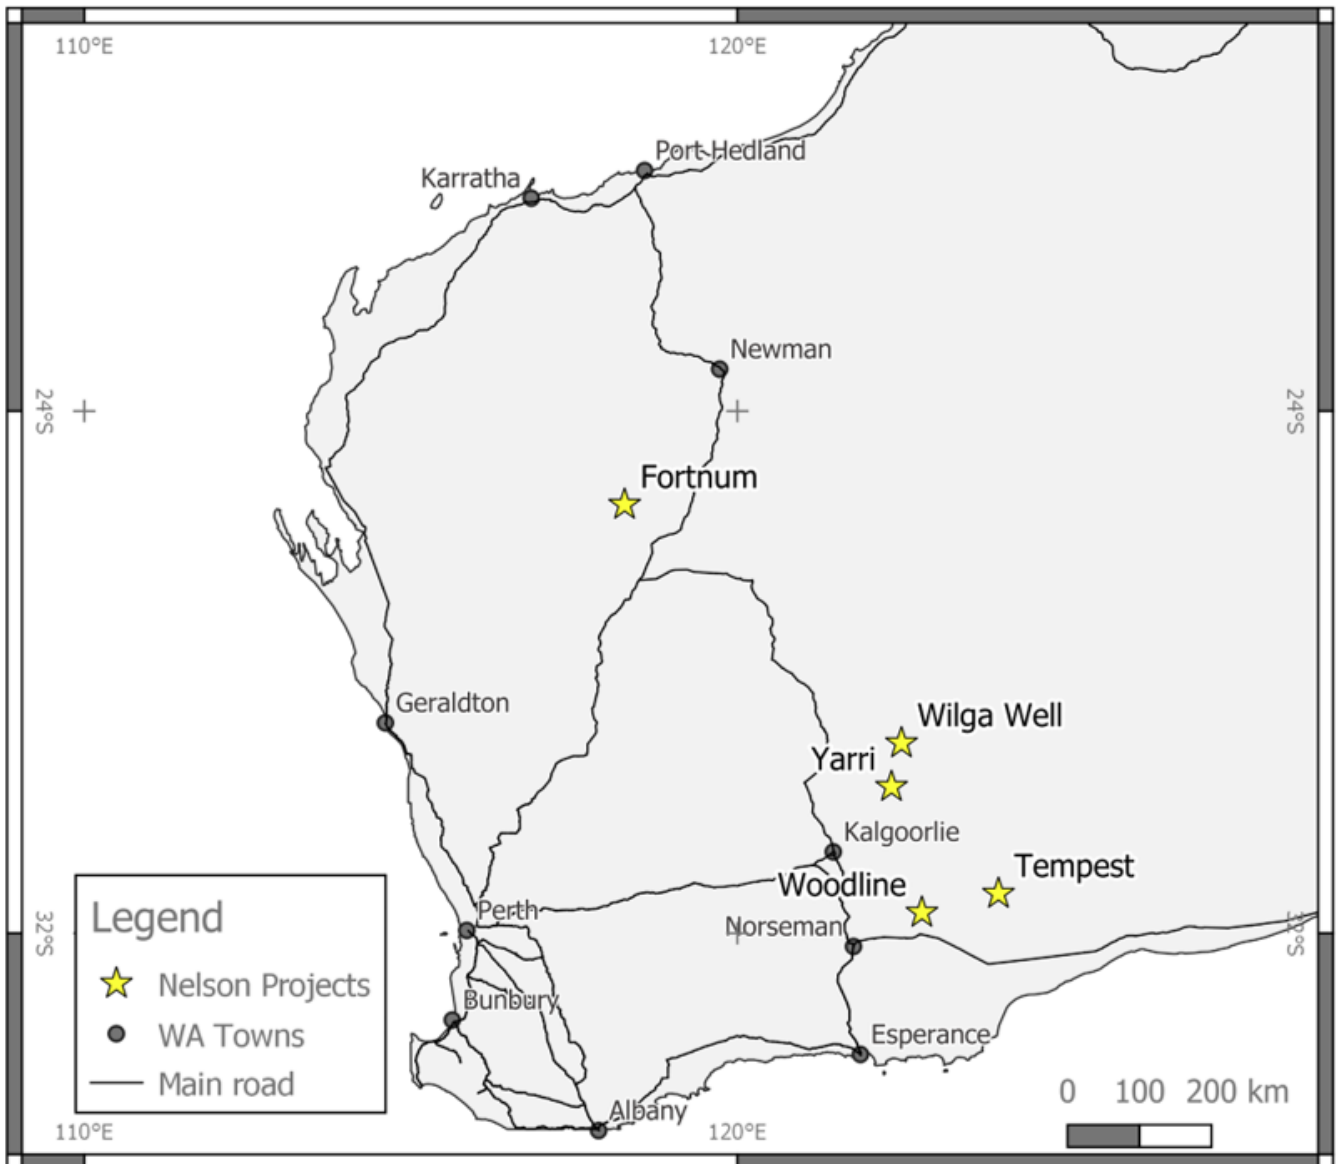 110°E
120°E
Port Hedland
Karratha
Newman
24°S
24°S
Fortnum
Geraldton
Wilga Well
Yarri
Kalgoorlie
Tempest
Woodline
Legend
Perth
Norseman
32°S
32°S
Nelson Projects
Bunbury
WA Towns
Esperance
Main road
0 100 200 km
Albany
110°E
120°E